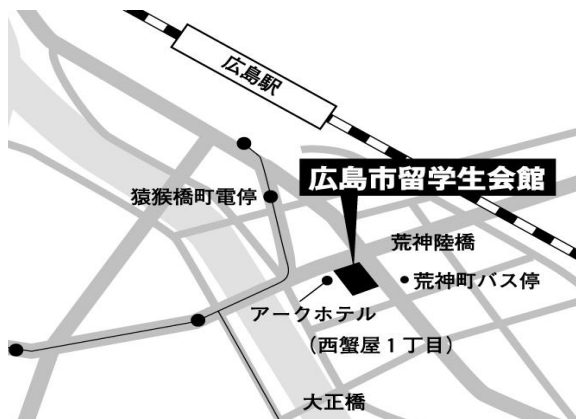 広島駅
広島市留学生会館
猿猴橋町電停
荒神陸橋
荒神町バス停
アークホテル
（西蟹屋１丁目）
大正橋